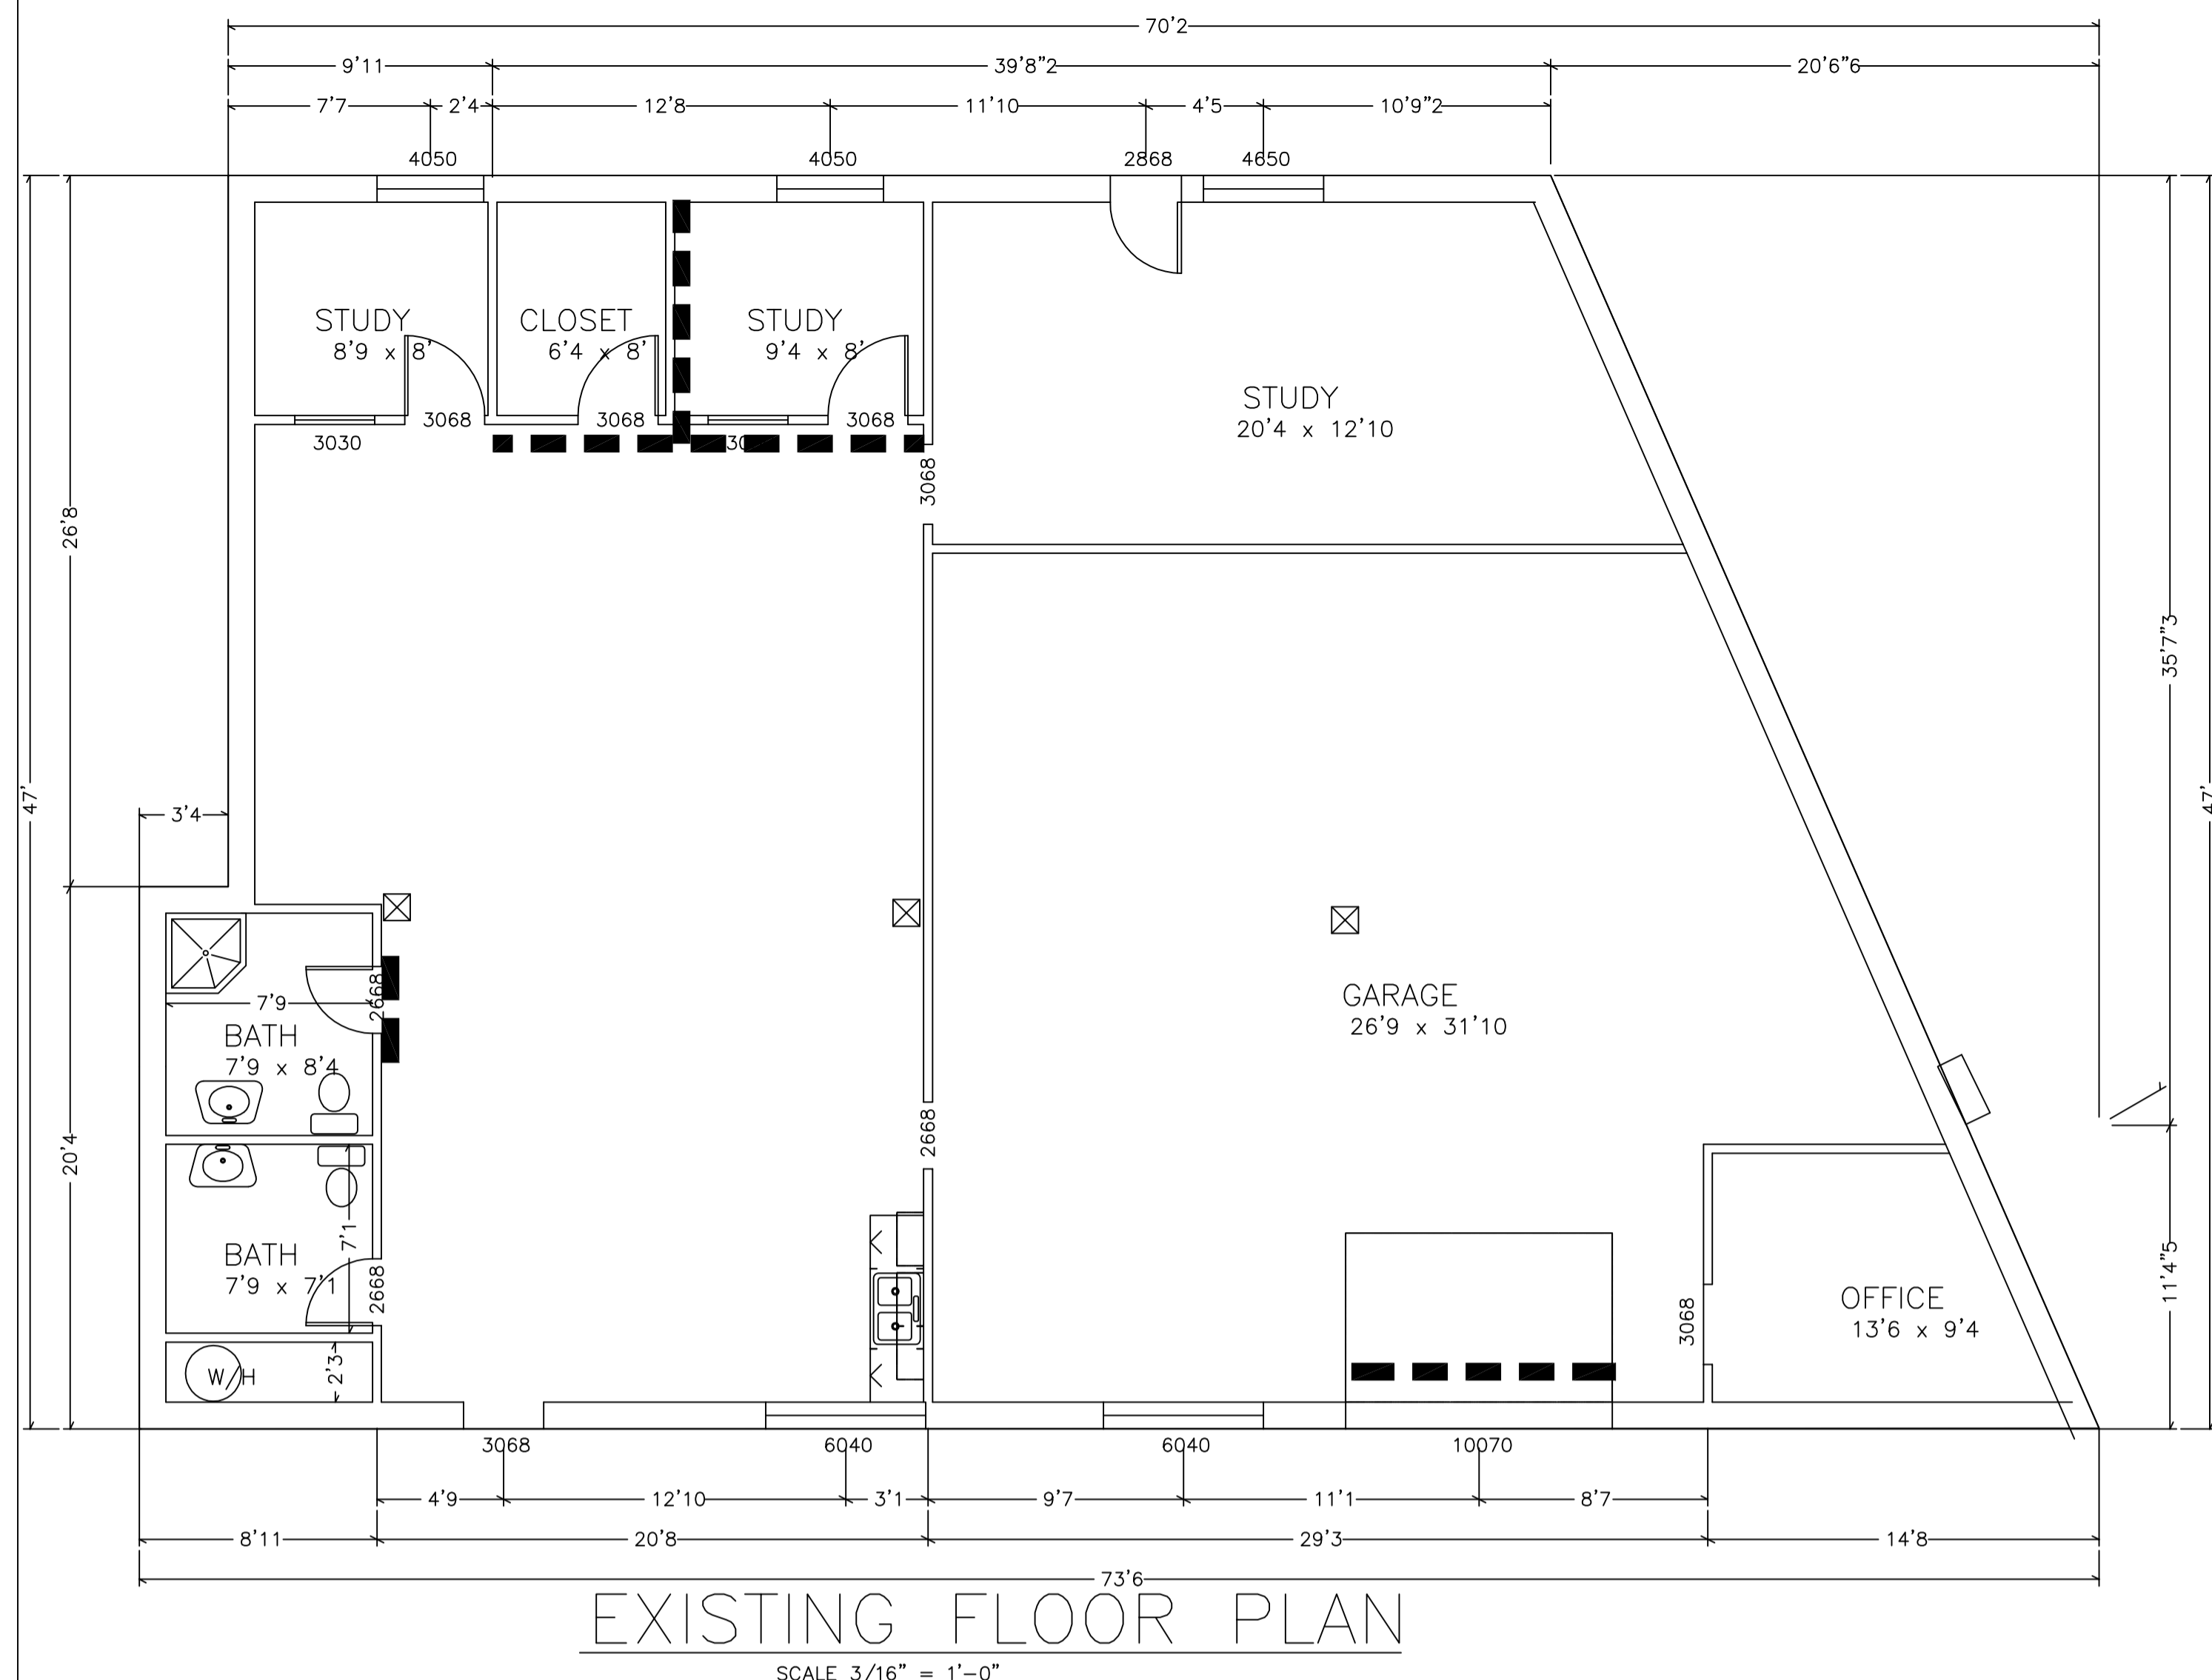 70'2
9'11 39'8"2 20'6"6
7'7 2'4 12'8 11'10 4'5 10'9"2
4050 4050 2868 4650
STUDY
8'9 x 8'
CLOSET
6'4 x 8'
STUDY
9'4 x 8'
STUDY
20'4 x 12'10
3068 3068 3068
3030
3068
26'8
47'
35'7"3
47'
3'4
2668
7'9
BATH
7'9 x 8'4
GARAGE
26'9 x 31'10
20'4
2668
7'1
BATH
7'9 x 7'1
2668
11'4"5
3068
OFFICE
13'6 x 9'4
W/H
2'3
3068 6040 6040 10070
4'9 12'10 3'1 9'7 11'1 8'7
8'11 20'8 29'3 14'8
73'6
EXISTING FLOOR PLAN
SCALE 3/16" = 1'-0"